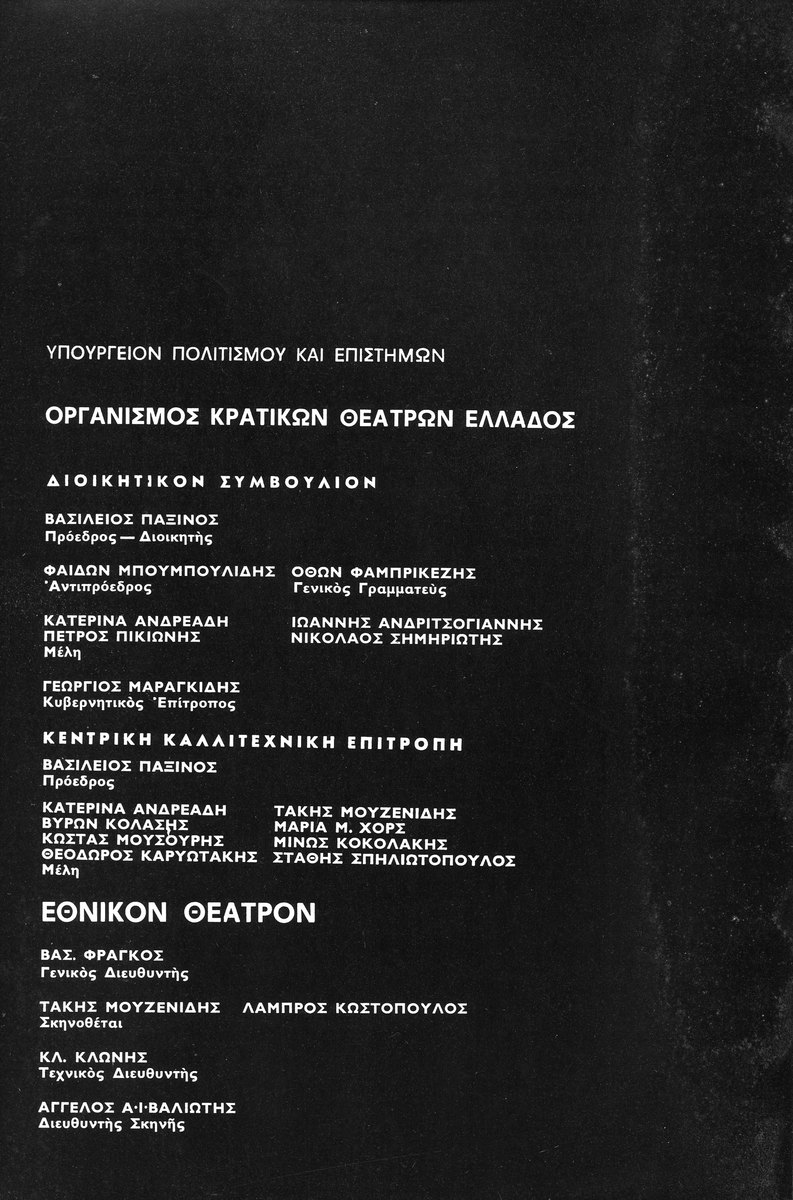 ΥΠΟΥΡΓΕΙΟΝ ΠΟΛΙΤΙΣΜΟΥ ΚΑΙ ΕΠΙΣΤΗΜΩΝ
ΟΡΓΑΝΙΣΜΟΣ ΚΡΑΤΙΚΩΝ ΘΕΑΤΡΩΝ ΕΛΛΑΔΟΣ
ΔΙΟΙΚΗΤΙΚΟΝ ΣΥΜΒΟΥΛΙΟΝ
ΒΑΣΙΛΕΙΟΣ ΠΑΞΙΝΟΣ
Πρόεδρος — Διοικητὴς
ΦΑΙΔΩΝ ΜΠΟΥΜΠΟΥΛΙΔΗΣ ΟΘΩΝ ΦΑΜΠΡΙΚΕΖΗΣ
Ἀντιπρόεδρος Γενικὸς Γραμματεὺς
ΚΑΤΕΡΙΝΑ ΑΝΔΡΕΑΔΗ ΙΩΑΝΝΗΣ ΑΝΔΡΙΤΣΟΓΙΑΝΝΗΣ
ΠΕΤΡΟΣ ΠΙΚΙΩΝΗΣ ΝΙΚΟΛΑΟΣ ΣΗΜΗΡΙΩΤΗΣ
Μέλη
ΓΕΩΡΓΙΟΣ ΜΑΡΑΓΚΙΔΗΣ
Κυβερνητικὸς Ἐπίτροπος
ΚΕΝΤΡΙΚΗ ΚΑΛΛΙΤΕΧΝΙΚΗ ΕΠΙΤΡΟΠΗ
ΒΑΣΙΛΕΙΟΣ ΠΑΞΙΝΟΣ
Πρόεδρος
ΚΑΤΕΡΙΝΑ ΑΝΔΡΕΑΔΗ ΤΑΚΗΣ ΜΟΥΖΕΝΙΔΗΣ
ΒΥΡΩΝ ΚΟΛΑΣΗΣ ΜΑΡΙΑ Μ. ΧΟΡΣ
ΚΩΣΤΑΣ ΜΟΥΣΟΥΡΗΣ ΜΙΝΩΣ ΚΟΚΟΛΑΚΗΣ
ΘΕΟΔΩΡΟΣ ΚΑΡΥΩΤΑΚΗΣ ΣΤΑΘΗΣ ΣΠΗΛΙΩΤΟΠΟΥΛΟΣ
Μέλη
ΕΘΝΙΚΟΝ ΘΕΑΤΡΟΝ
ΒΑΣ. ΦΡΑΓΚΟΣ
Γενικὸς Διευθυντὴς
ΤΑΚΗΣ ΜΟΥΖΕΝΙΔΗΣ ΛΑΜΠΡΟΣ ΚΩΣΤΟΠΟΥΛΟΣ
Σκηνοθέται
ΚΛ. ΚΛΩΝΗΣ
Τεχνικὸς Διευθυντὴς
ΑΓΓΕΛΟΣ Α·Ι·ΒΑΛΙΩΤΗΣ
Διευθυντὴς Σκηνῆς